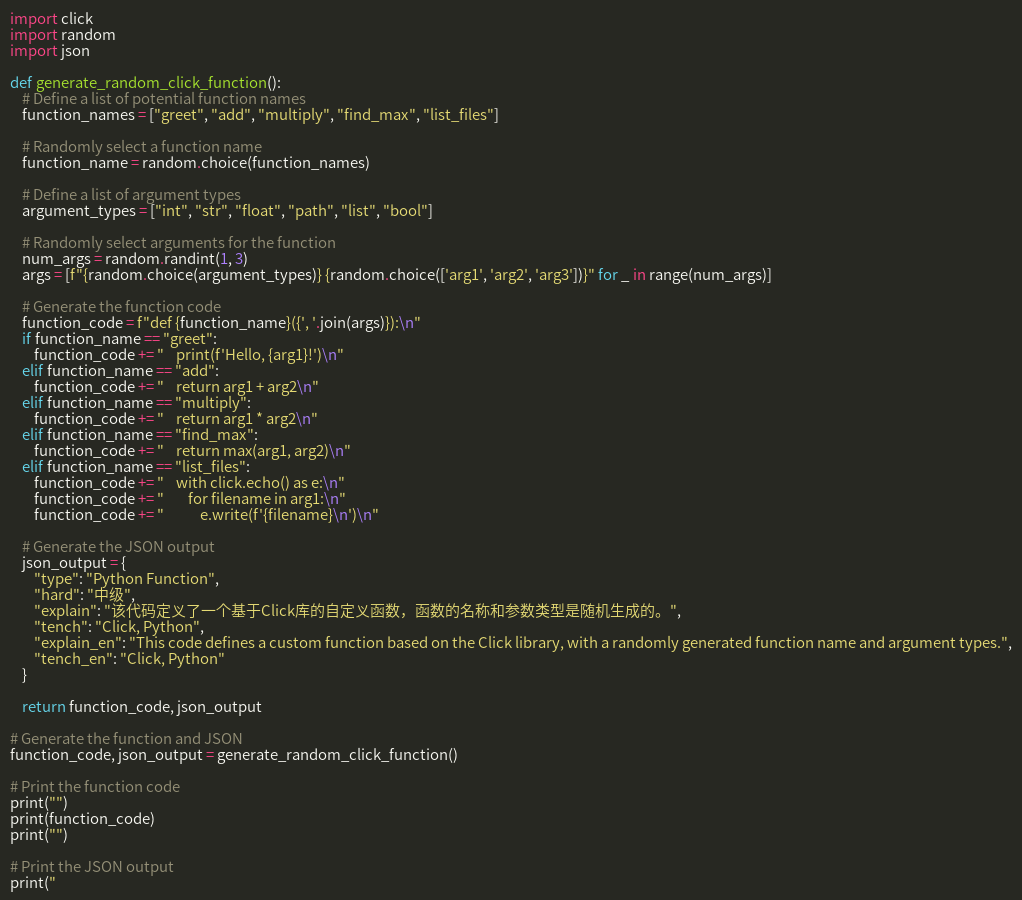 import click
import random
import json

def generate_random_click_function():
    # Define a list of potential function names
    function_names = ["greet", "add", "multiply", "find_max", "list_files"]

    # Randomly select a function name
    function_name = random.choice(function_names)

    # Define a list of argument types
    argument_types = ["int", "str", "float", "path", "list", "bool"]

    # Randomly select arguments for the function
    num_args = random.randint(1, 3)
    args = [f"{random.choice(argument_types)} {random.choice(['arg1', 'arg2', 'arg3'])}" for _ in range(num_args)]

    # Generate the function code
    function_code = f"def {function_name}({', '.join(args)}):\n"
    if function_name == "greet":
        function_code += "    print(f'Hello, {arg1}!')\n"
    elif function_name == "add":
        function_code += "    return arg1 + arg2\n"
    elif function_name == "multiply":
        function_code += "    return arg1 * arg2\n"
    elif function_name == "find_max":
        function_code += "    return max(arg1, arg2)\n"
    elif function_name == "list_files":
        function_code += "    with click.echo() as e:\n"
        function_code += "        for filename in arg1:\n"
        function_code += "            e.write(f'{filename}\n')\n"

    # Generate the JSON output
    json_output = {
        "type": "Python Function",
        "hard": "中级",
        "explain": "该代码定义了一个基于Click库的自定义函数，函数的名称和参数类型是随机生成的。",
        "tench": "Click, Python",
        "explain_en": "This code defines a custom function based on the Click library, with a randomly generated function name and argument types.",
        "tench_en": "Click, Python"
    }

    return function_code, json_output

# Generate the function and JSON
function_code, json_output = generate_random_click_function()

# Print the function code
print("")
print(function_code)
print("")

# Print the JSON output
print("